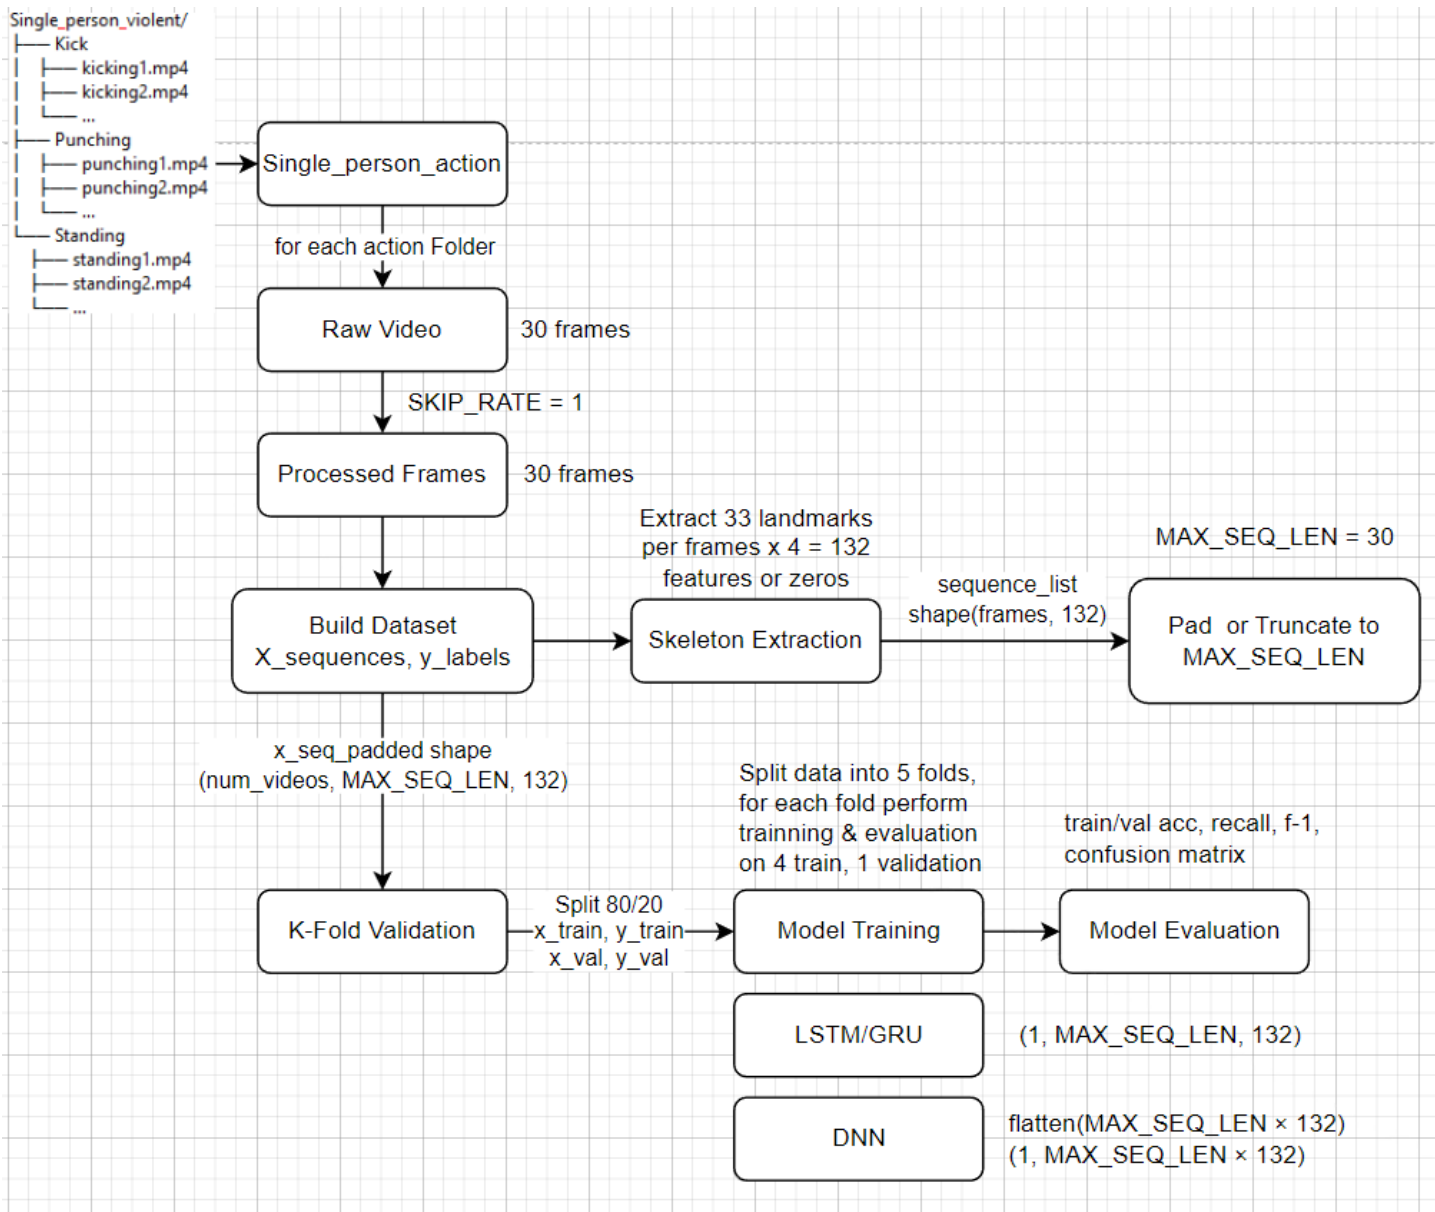 Single_person_violent/
Kick
kicking1.mp4
kicking2.mp4
...
Punching
punching1.mp4
punching2.mp4
...
Standing
standing1.mp4
standing2.mp4
...
Single_person_action
for each action Folder
Raw Video
30 frames
SKIP_RATE = 1
Processed Frames
30 frames
Build Dataset
X_sequences, y_labels
Extract 33 landmarks
per frames x 4 = 132
features or zeros
Skeleton Extraction
sequence_list
shape(frames, 132)
MAX_SEQ_LEN = 30
Pad or Truncate to
MAX_SEQ_LEN
x_seq_padded shape
(num_videos, MAX_SEQ_LEN, 132)
K-Fold Validation
Split 80/20
x_train, y_train
x_val, y_val
Split data into 5 folds,
for each fold perform
trainning & evaluation
on 4 train, 1 validation
Model Training
train/val acc, recall, f-1,
confusion matrix
Model Evaluation
LSTM/GRU
(1, MAX_SEQ_LEN, 132)
DNN
flatten(MAX_SEQ_LEN × 132)
(1, MAX_SEQ_LEN × 132)